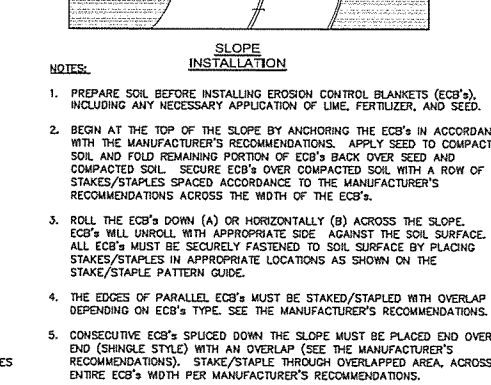 SLOPE
INSTALLATION
NOTES:
1. PREPARE SOIL BEFORE INSTALLING EROSION CONTROL BLANKETS (ECB's),
INCLUDING ANY NECESSARY APPLICATION OF LIME, FERTILIZER, AND SEED.
2. BEGIN AT THE TOP OF THE SLOPE BY ANCHORING THE ECB's IN ACCORDAN
WITH THE MANUFACTURER'S RECOMMENDATIONS. APPLY SEED TO COMPACT
SOIL AND FOLD REMAINING PORTION OF ECB's BACK OVER SEED AND
COMPACTED SOIL. SECURE ECB's OVER COMPACTED SOIL WITH A ROW OF
STAKES/STAPLES SPACED ACCORDANCE TO THE MANUFACTURER'S
RECOMMENDATIONS ACROSS THE WIDTH OF THE ECB's.
3. ROLL THE ECB's DOWN (A) OR HORIZONTALLY (B) ACROSS THE SLOPE.
ECB's WILL UNROLL WITH APPROPRIATE SIDE AGAINST THE SOIL SURFACE.
ALL ECB's MUST BE SECURELY FASTENED TO SOIL SURFACE BY PLACING
STAKES/STAPLES IN APPROPRIATE LOCATIONS AS SHOWN ON THE
STAKE/STAPLE PATTERN GUIDE.
4. THE EDGES OF PARALLEL ECB's MUST BE STAKED/STAPLED WITH OVERLAP
DEPENDING ON ECB's TYPE. SEE THE MANUFACTURER'S RECOMMENDATIONS.
5. CONSECUTIVE ECB's SPLICED DOWN THE SLOPE MUST BE PLACED END OVER
END (SHINGLE STYLE) WITH AN OVERLAP (SEE THE MANUFACTURER'S
RECOMMENDATIONS). STAKE/STAPLE THROUGH OVERLAPPED AREA, ACROSS
ENTIRE ECB's WIDTH PER MANUFACTURER'S RECOMMENDATIONS.
ES